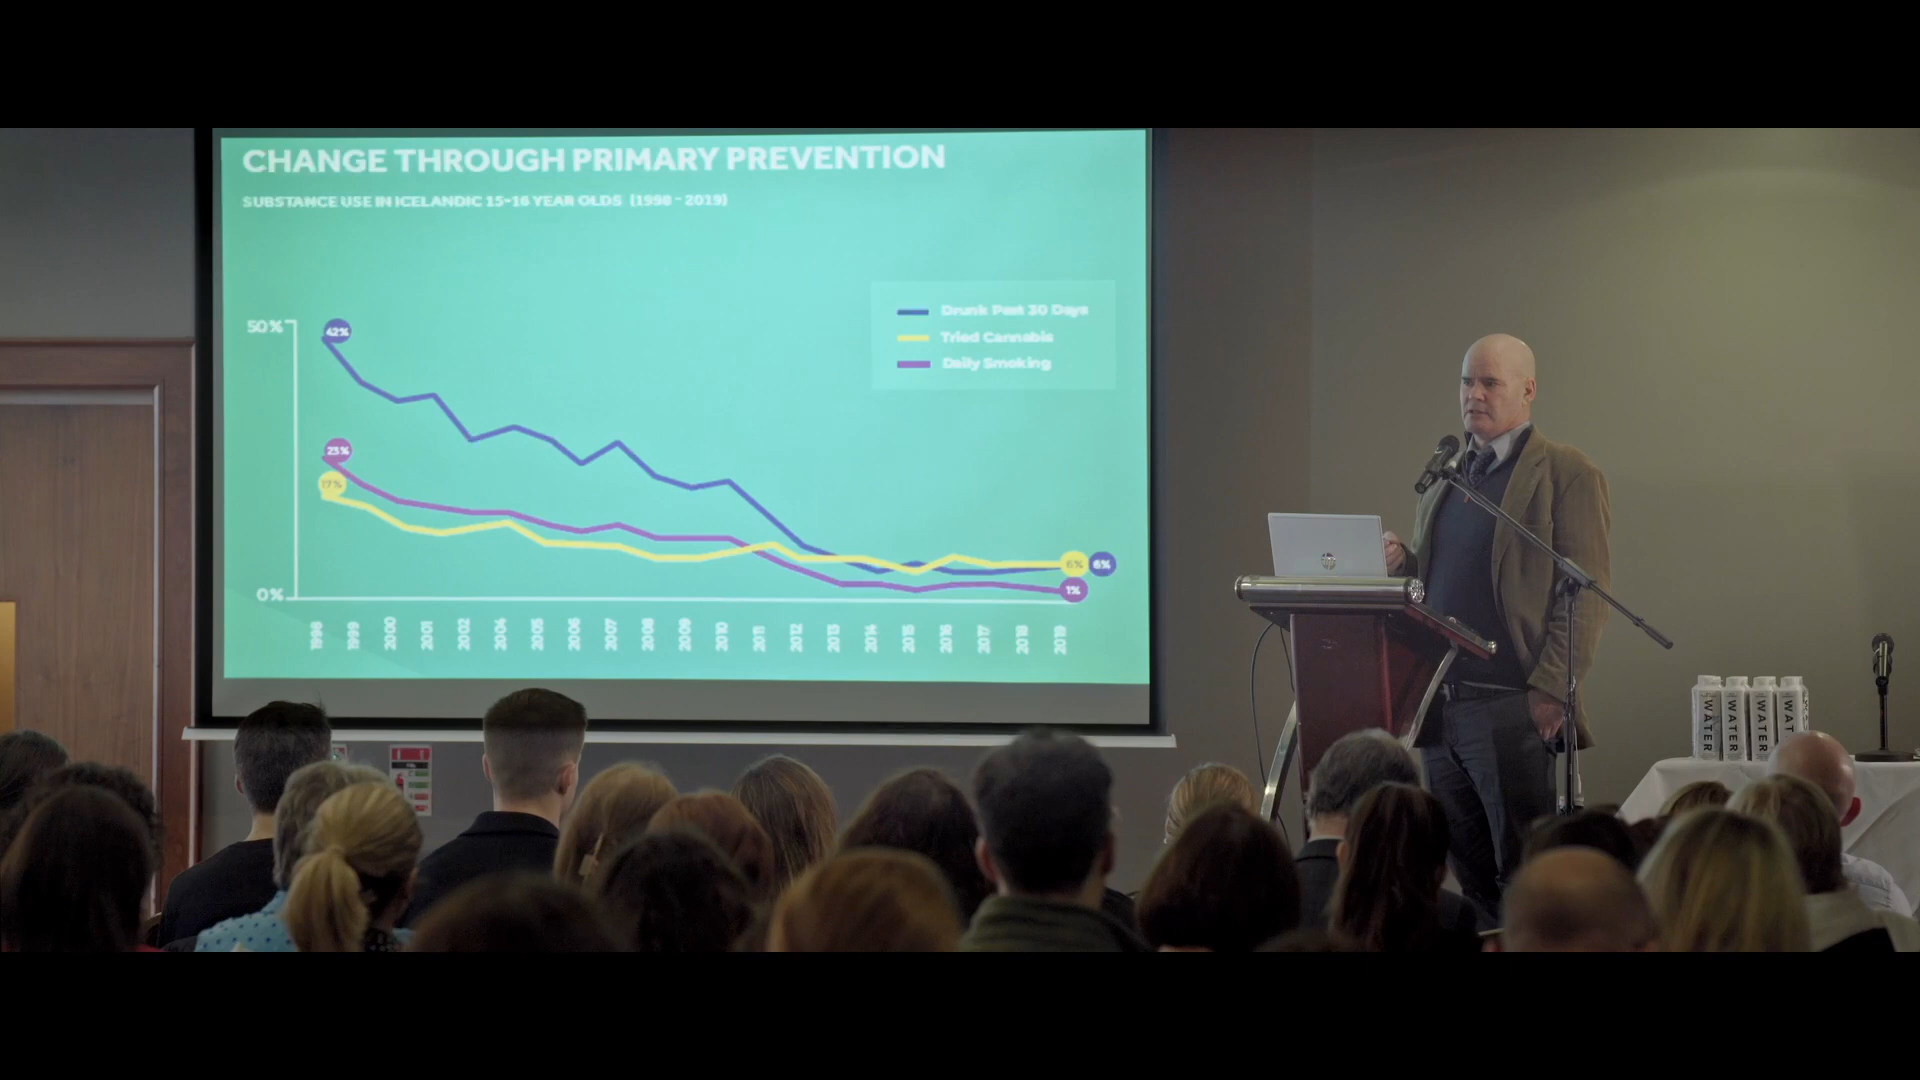 CHANGE THROUGH PRIMARY PREVENTION
SUBSTANCE USE IN ICELANDIC 15-16 YEAR OLDS (1998 - 2019)
Drunk Past 30 Days
Tried Cannabis
Daily Smoking
50%
42%
23%
17%
6%
6%
1%
0%
1998
1999
2000
2001
2002
2004
2005
2006
2007
2008
2009
2010
2011
2012
2013
2014
2015
2016
2017
2018
2019
hp
WATER
WATER
WATER
WAT